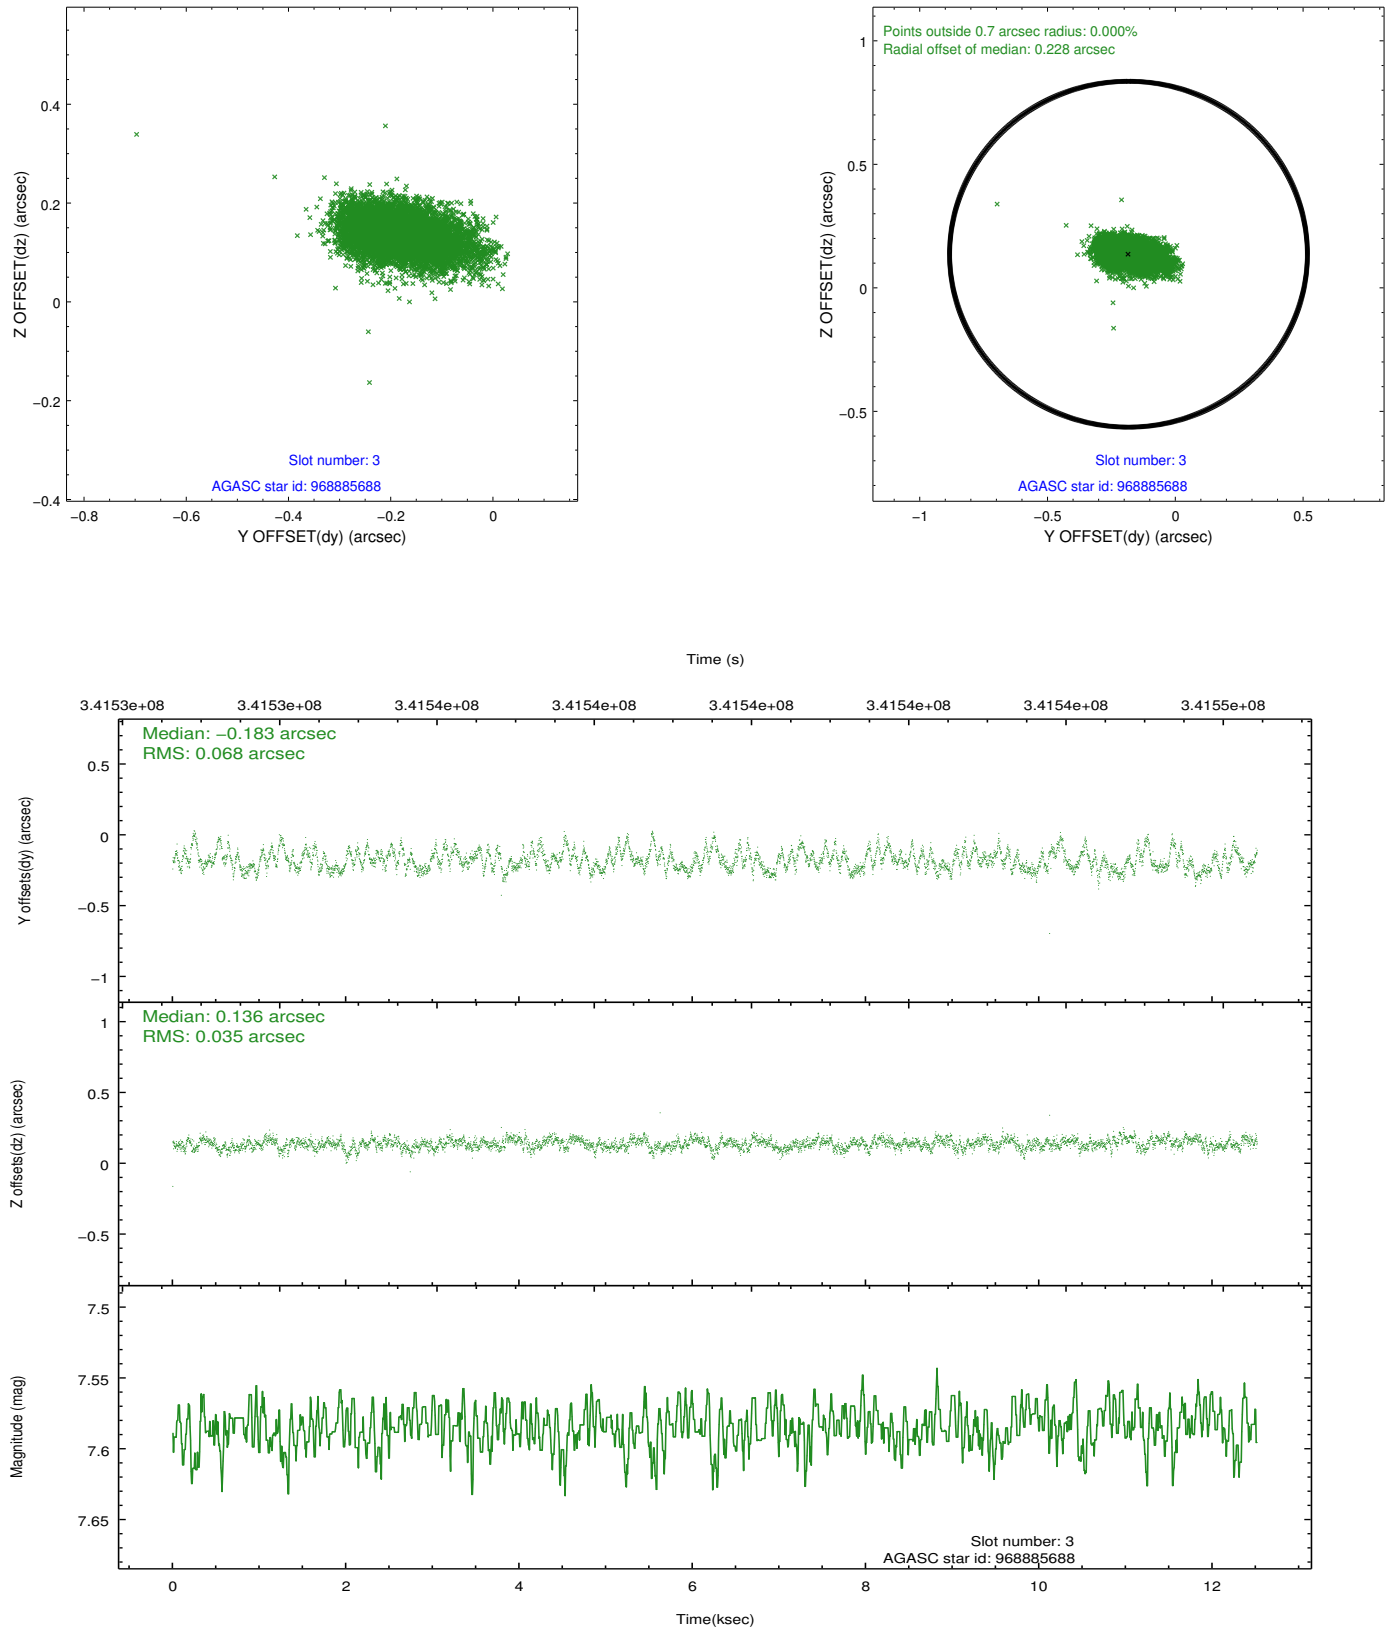 0.4
0.2
0
−0.2
−0.4
Z OFFSET(dz) (arcsec)
Slot number: 3
AGASC star id: 968885688
−0.8
−0.6
−0.4
−0.2
0
Y OFFSET(dy) (arcsec)
Points outside 0.7 arcsec radius: 0.000%
Radial offset of median: 0.228 arcsec
1
0.5
0
−0.5
Z OFFSET(dz) (arcsec)
Slot number: 3
AGASC star id: 968885688
−1
−0.5
0
0.5
Y OFFSET(dy) (arcsec)
Time (s)
3.4153e+08
3.4153e+08
3.4154e+08
3.4154e+08
3.4154e+08
3.4154e+08
3.4154e+08
3.4155e+08
Median: −0.183 arcsec
RMS: 0.068 arcsec
0.5
0
−0.5
−1
Y offsets(dy) (arcsec)
Median: 0.136 arcsec
RMS: 0.035 arcsec
1
0.5
0
−0.5
Z offsets(dz) (arcsec)
7.5
7.55
7.6
7.65
Magnitude (mag)
Slot number: 3
AGASC star id: 968885688
0
2
4
6
8
10
12
Time(ksec)